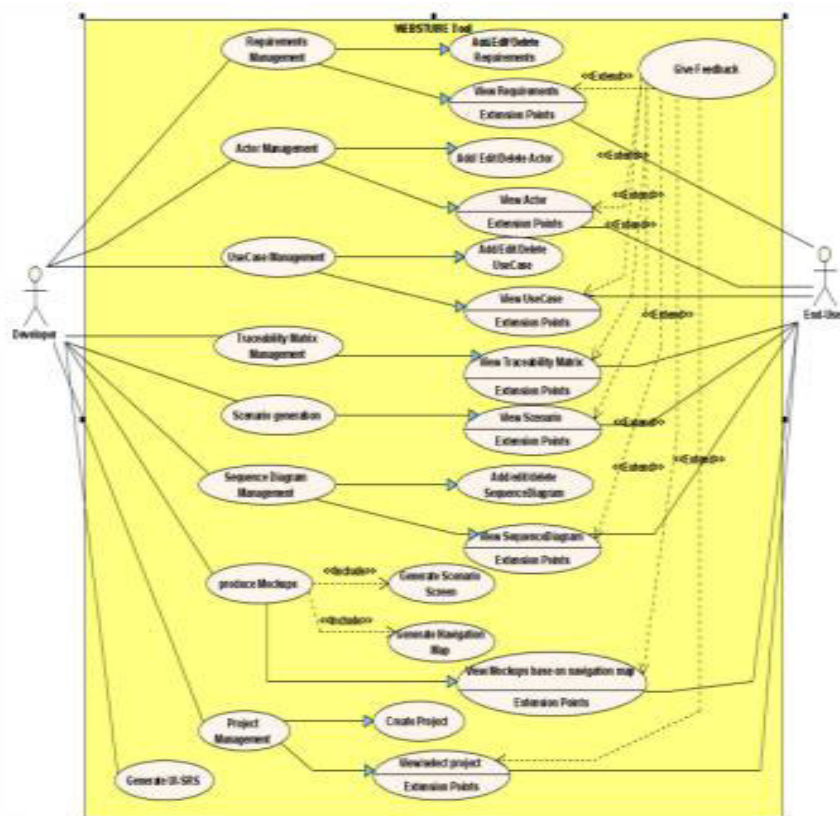 WEBSTUIRE Tool
Requirements
Management
Add/Edit/Delete
Requirements
Give Feedback
<<Extend>>
View Requirements
Extension Points
Actor Management
Add/ Edit/Delete Actor
<<Extend>>
View Actor
<<Extend>>
Extension Points
<<Extend>>
UseCase Management
Add/Edit/Delete
UseCase
View UseCase
Extension Points
Developer
End-User
<<Extend>>
Traceability Matrix
Management
View Traceability Matrix
Extension Points
Scenario generation
View Scenario
<<Extend>>
Extension Points
Sequence Diagram
Management
Add/edit/delete
SequenceDiagram
<<Extend>>
<<Extend>>
View SequenceDiagram
Extension Points
produce Mockups
<<Include>>
Generate Scenario
Screen
<<Include>>
Generate Navigation
Map
View Mockups base on navigation map
Extension Points
Project
Management
Create Project
View/select project
Extension Points
Generate UI-SRS